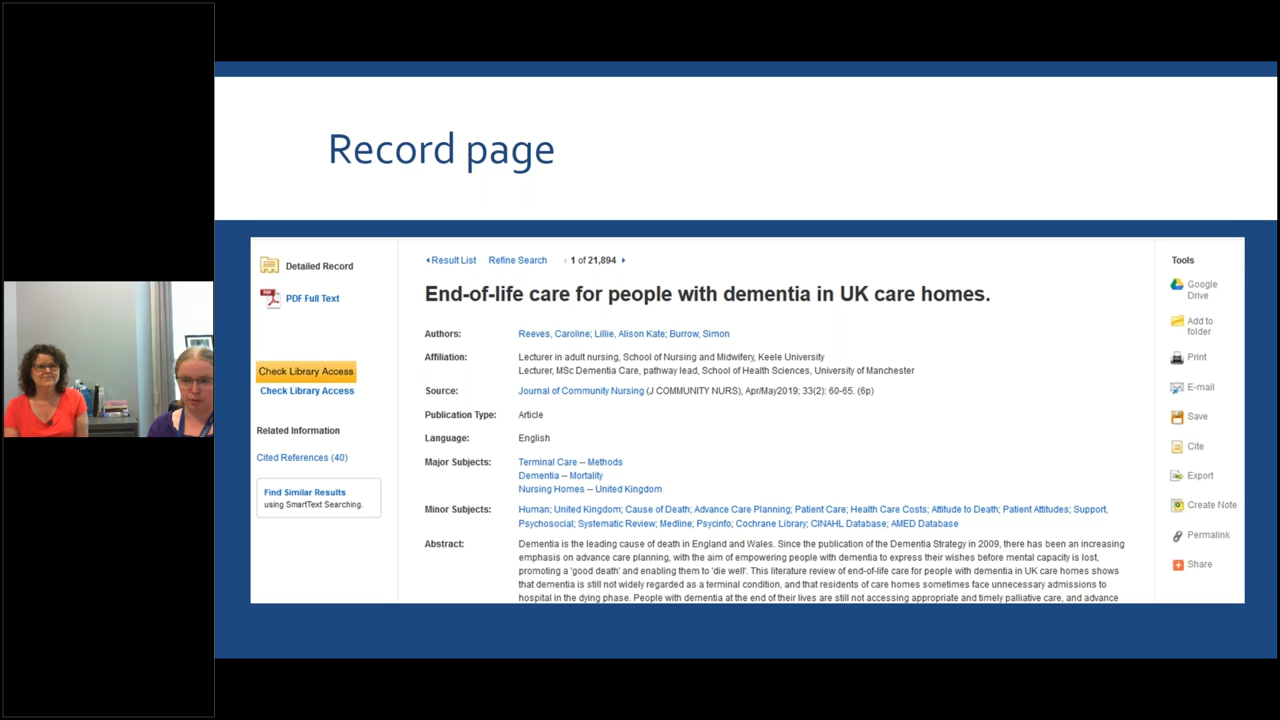 Record page
Detailed Record
PDF Full Text
Check Library Access
Check Library Access
Related Information
Cited References (40)
Find Similar Results
using SmartText Searching.
Result List Refine Search 1 of 21,894
End-of-life care for people with dementia in UK care homes.
Authors: Reeves, Caroline; Lillie, Alison Kate; Burrow, Simon
Affiliation: Lecturer in adult nursing, School of Nursing and Midwifery, Keele University
Lecturer, MSc Dementia Care, pathway lead, School of Health Sciences, University of Manchester
Source: Journal of Community Nursing (J COMMUNITY NURS), Apr/May2019; 33(2): 60-65. (6p)
Publication Type: Article
Language: English
Major Subjects: Terminal Care -- Methods
Dementia -- Mortality
Nursing Homes -- United Kingdom
Minor Subjects: Human; United Kingdom; Cause of Death; Advance Care Planning; Patient Care; Health Care Costs; Attitude to Death; Patient Attitudes; Support,
Psychosocial; Systematic Review; Medline; Psycinfo; Cochrane Library; CINAHL Database; AMED Database
Abstract: Dementia is the leading cause of death in England and Wales. Since the publication of the Dementia Strategy in 2009, there has been an increasing
emphasis on advance care planning, with the aim of empowering people with dementia to express their wishes before mental capacity is lost,
promoting a 'good death' and enabling them to 'die well'. This literature review of end-of-life care for people with dementia in UK care homes shows
that dementia is still not widely regarded as a terminal condition, and that residents of care homes sometimes face unnecessary admissions to
hospital in the dying phase. People with dementia at the end of their lives are still not accessing appropriate and timely palliative care, and advance
Tools
Google
Drive
Add to
folder
Print
E-mail
Save
Cite
Export
Create Note
Permalink
Share